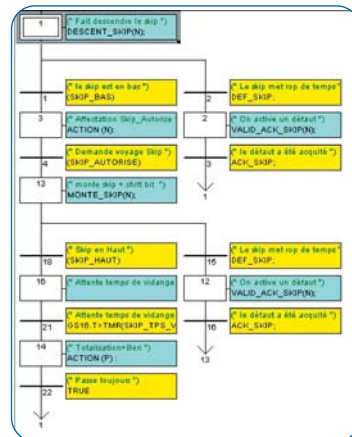 1
(* Fait descendre le skip *)
DESCENT_SKIP(N);
1
(* le skip est en bas *)
(SKIP_BAS)
2
(* Le skip met rop de temps *)
DEF_SKIP;
3
(* Attestation Skip_Autorise
ACTION (N):
2
(* On active un défaut *)
VALID_ACK_SKIP(N);
4
(* Demande voyage Skip *)
(SKIP_AUTORISE)
3
(* le défaut a été acquité *)
ACK_SKIP;
13
(* monte skip + shift bit *)
MONTE_SKIP(N);
1
18
(* Skip en Haut *)
(SKIP_HAUT)
15
(* Le skip met rop de temps *)
DEF_SKIP;
16
(* Attente temps de vidange
12
(* On active un défaut *)
VALID_ACK_SKIP(N);
21
(* Attente temps de vidange
GS16.T>TMR(SKIP_TPS_V
16
(* le défaut a été acquité *)
ACK_SKIP;
14
(* Totalisation+Ben *)
ACTION (P) :
13
22
(* Passe toujours *)
TRUE
1